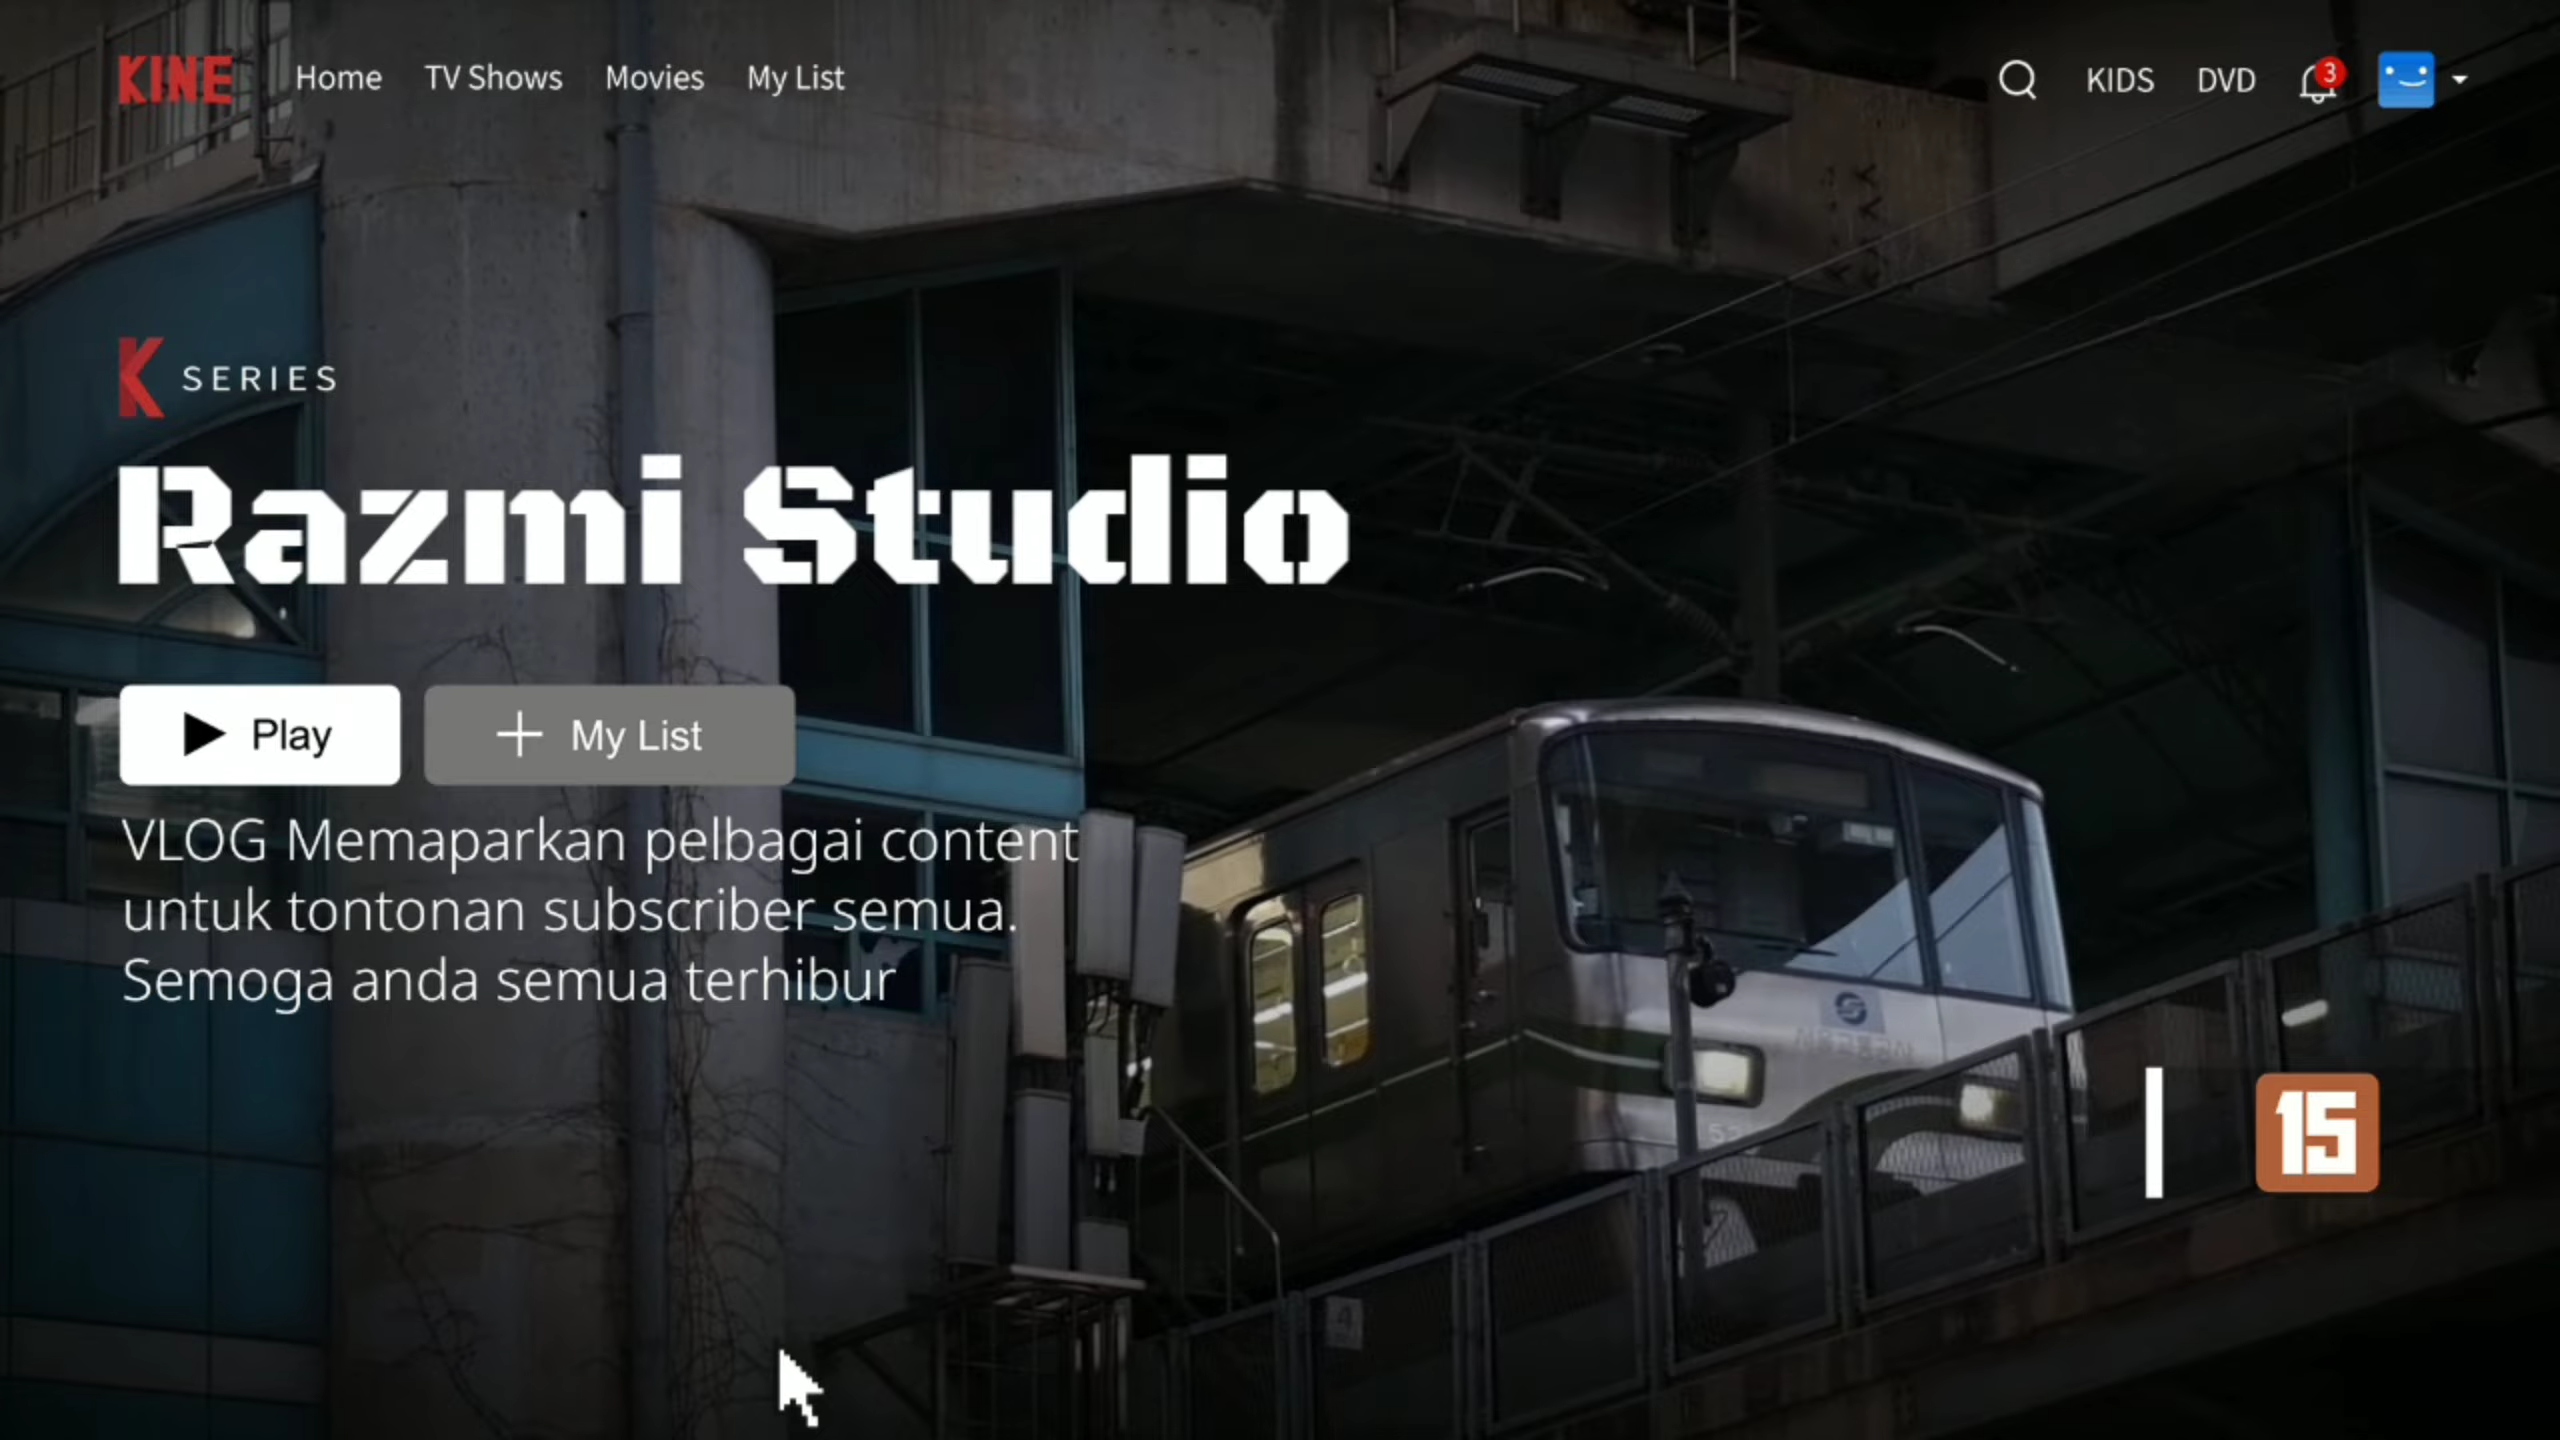 KINE
Home TV Shows Movies My List
KIDS DVD 3
K SERIES
Razmi Studio
Play
My List
VLOG Memaparkan pelbagai content
untuk tontonan subscriber semua.
Semoga anda semua terhibur
15
4